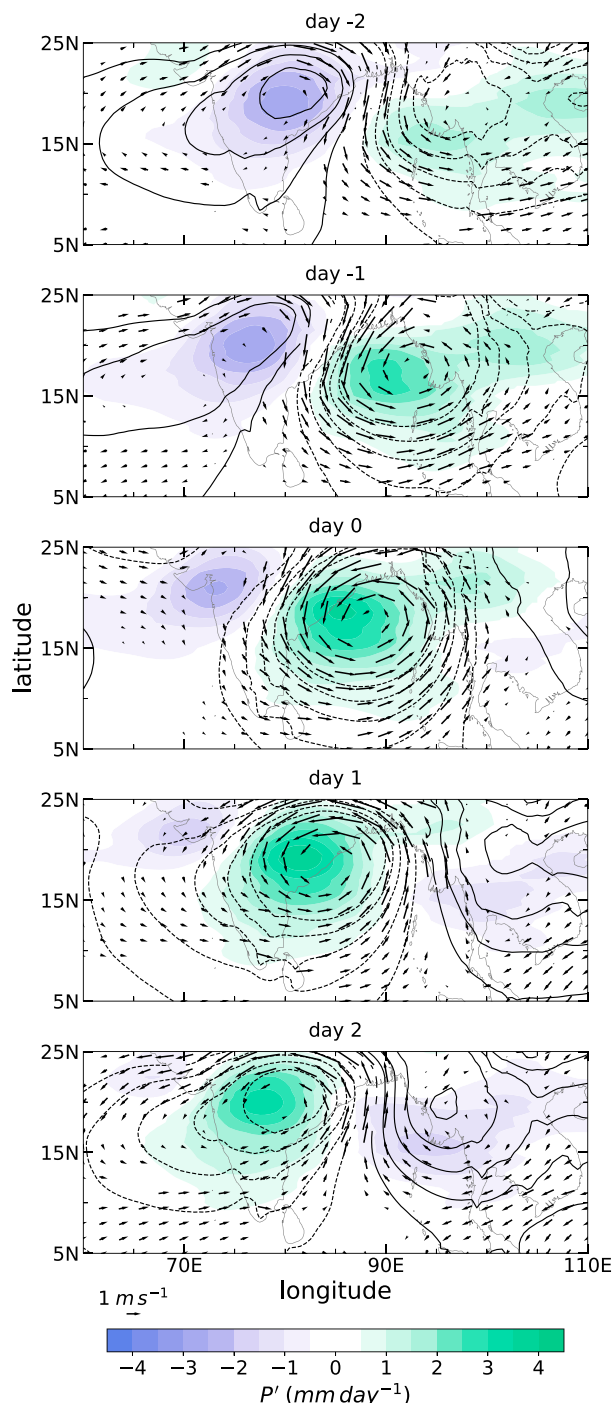 day -2
25N
15N
5N
day -1
25N
15N
5N
day 0
25N
15N
5N
latitude
day 1
25N
15N
5N
day 2
25N
15N
5N
70E 90E 110E
longitude
1 m s⁻¹
−4 −3 −2 −1 0 1 2 3 4
P′ (mm day⁻¹)